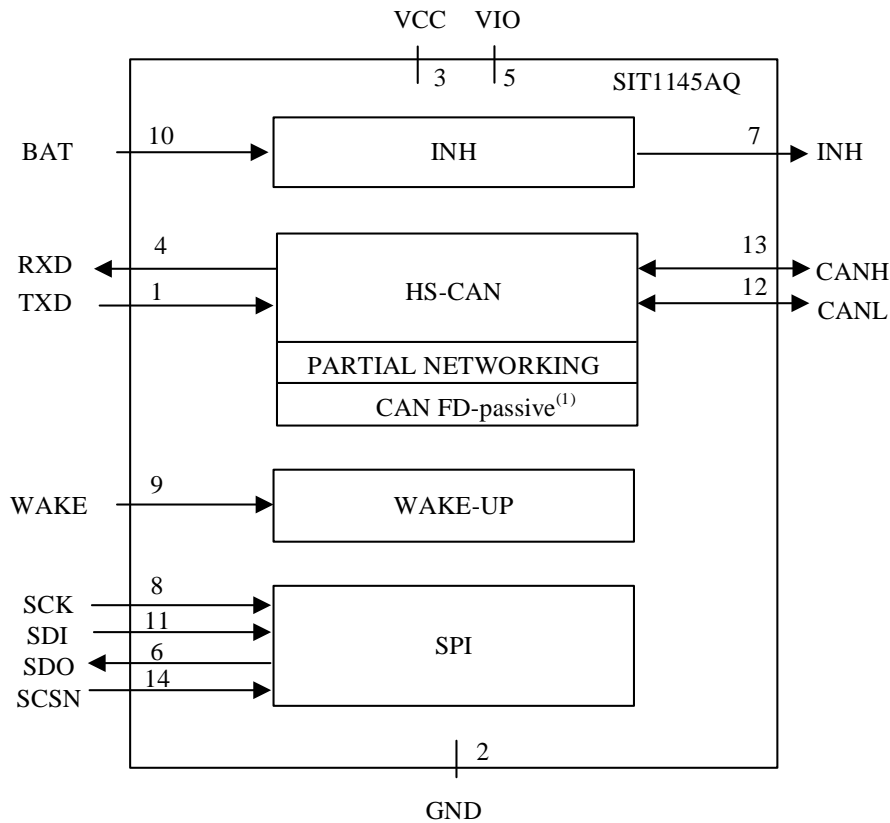 VCC VIO
3 5
SIT1145AQ
BAT 10 INH 7 INH
RXD 4 13 CANH
HS-CAN
TXD 1 12 CANL
PARTIAL NETWORKING
CAN FD-passive(1)
WAKE 9 WAKE-UP
SCK 8
SDI 11
SPI
SDO 6
SCSN 14
2
GND